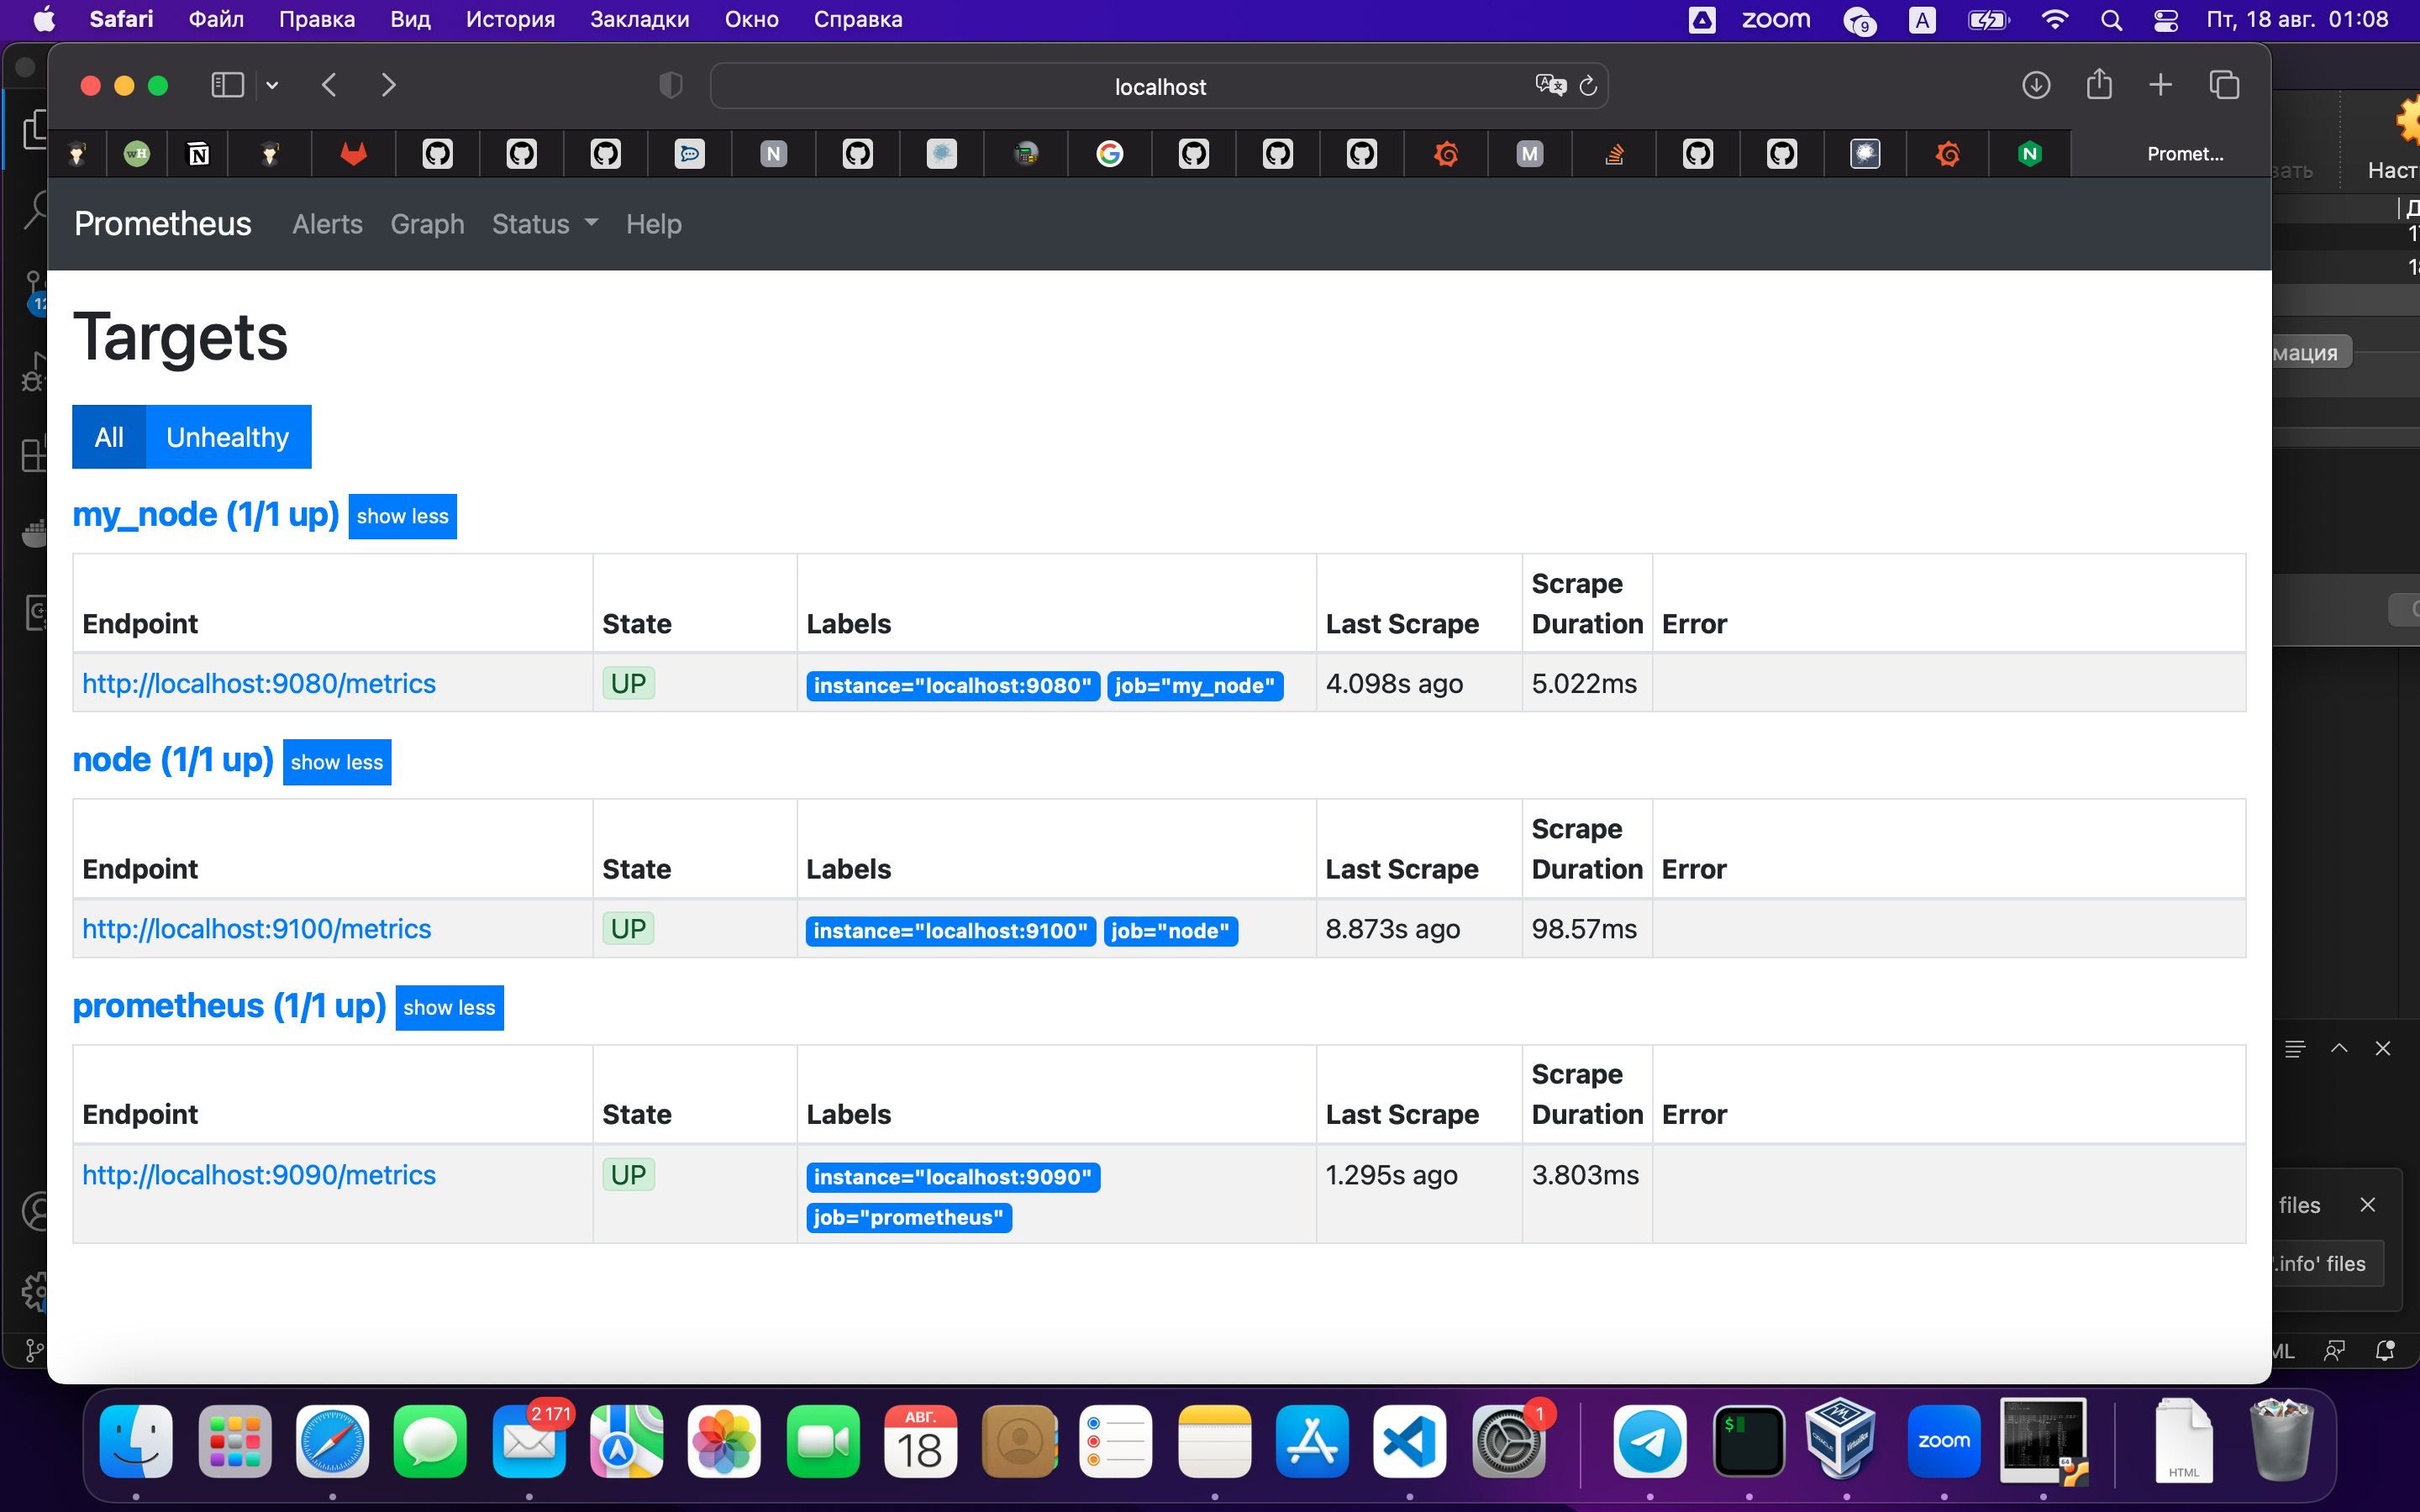 Safari Файл Правка Вид История Закладки Окно Справка zoom 9 A Пт, 18 авг. 01:08
localhost
wH N N G M N Promet...
Prometheus Alerts Graph Status Help
Targets
All Unhealthy
my_node (1/1 up) show less
Endpoint State Labels Last Scrape Scrape Duration Error
http://localhost:9080/metrics UP instance="localhost:9080" job="my_node" 4.098s ago 5.022ms
node (1/1 up) show less
Endpoint State Labels Last Scrape Scrape Duration Error
http://localhost:9100/metrics UP instance="localhost:9100" job="node" 8.873s ago 98.57ms
prometheus (1/1 up) show less
Endpoint State Labels Last Scrape Scrape Duration Error
http://localhost:9090/metrics UP instance="localhost:9090" 1.295s ago 3.803ms
job="prometheus"
вать Наст
мация
files
'.info' files
ML
2 171 АВГ. 18 1 $ zoom 64 HTML